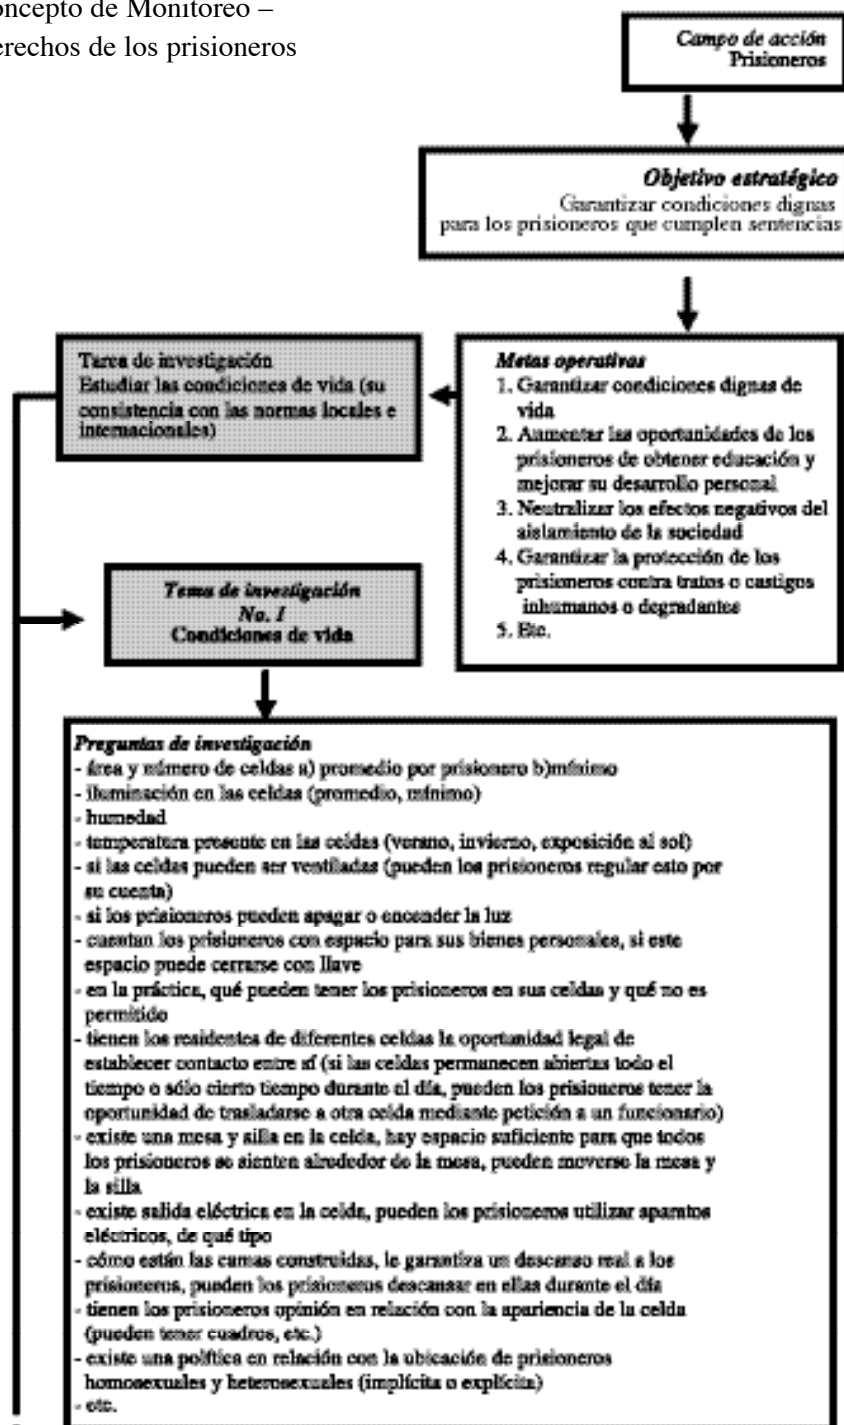 oncepto de Monitoreo –
erechos de los prisioneros
Campo de acción
Prisioneros
Objetivo estratégico
Garantizar condiciones dignas
para los prisioneros que cumplen sentencias
Tarea de investigación
Estudiar las condiciones de vida (su
consistencia con las normas locales e
internacionales)
Metas operativas
1. Garantizar condiciones dignas de
vida
2. Aumentar las oportunidades de los
prisioneros de obtener educación y
mejorar su desarrollo personal
3. Neutralizar los efectos negativos del
aislamiento de la sociedad
4. Garantizar la protección de los
prisioneros contra tratos o castigos
inhumanos o degradantes
5. Etc.
Tema de investigación
No. 1
Condiciones de vida
Preguntas de investigación
- área y número de celdas a) promedio por prisionero b)mínimo
- iluminación en las celdas (promedio, mínimo)
- humedad
- temperatura presente en las celdas (verano, invierno, exposición al sol)
- si las celdas pueden ser ventiladas (pueden los prisioneros regular esto por
su cuenta)
- si los prisioneros pueden apagar o encender la luz
- cuentan los prisioneros con espacio para sus bienes personales, si este
espacio puede cerrarse con llave
- en la práctica, qué pueden tener los prisioneros en sus celdas y qué no es
permitido
- tienen los residentes de diferentes celdas la oportunidad legal de
establecer contacto entre sí (si las celdas permanecen abiertas todo el
tiempo o sólo cierto tiempo durante el día, pueden los prisioneros tener la
oportunidad de trasladarse a otra celda mediante petición a un funcionario)
- existe una mesa y silla en la celda, hay espacio suficiente para que todos
los prisioneros se sienten alrededor de la mesa, pueden moverse la mesa y
la silla
- existe salida eléctrica en la celda, pueden los prisioneros utilizar aparatos
eléctricos, de qué tipo
- cómo están las camas construidas, le garantiza un descanso real a los
prisioneros, pueden los prisioneros descansar en ellas durante el día
- tienen los prisioneros opinión en relación con la apariencia de la celda
(pueden tener cuadros, etc.)
- existe una política en relación con la ubicación de prisioneros
homosexuales y heterosexuales (implícita o explícita)
- etc.